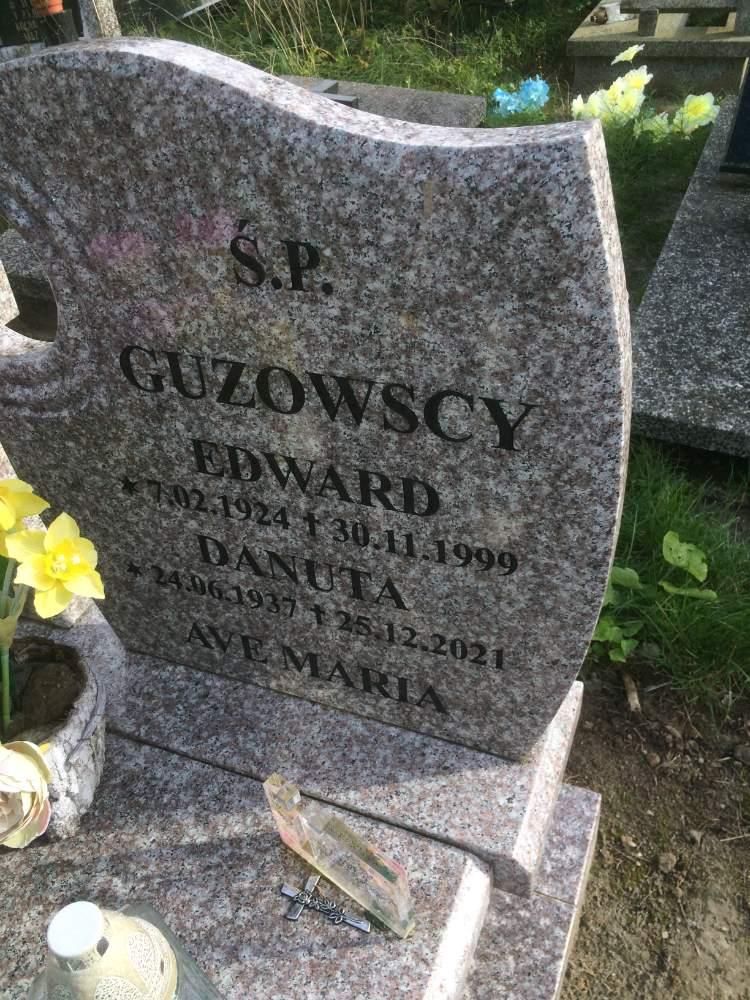 Ś.P.
GUZOWSCY
EDWARD
★ 7.02.1924 † 30.11.1999
DANUTA
★ 24.06.1937 † 25.12.2021
AVE MARIA